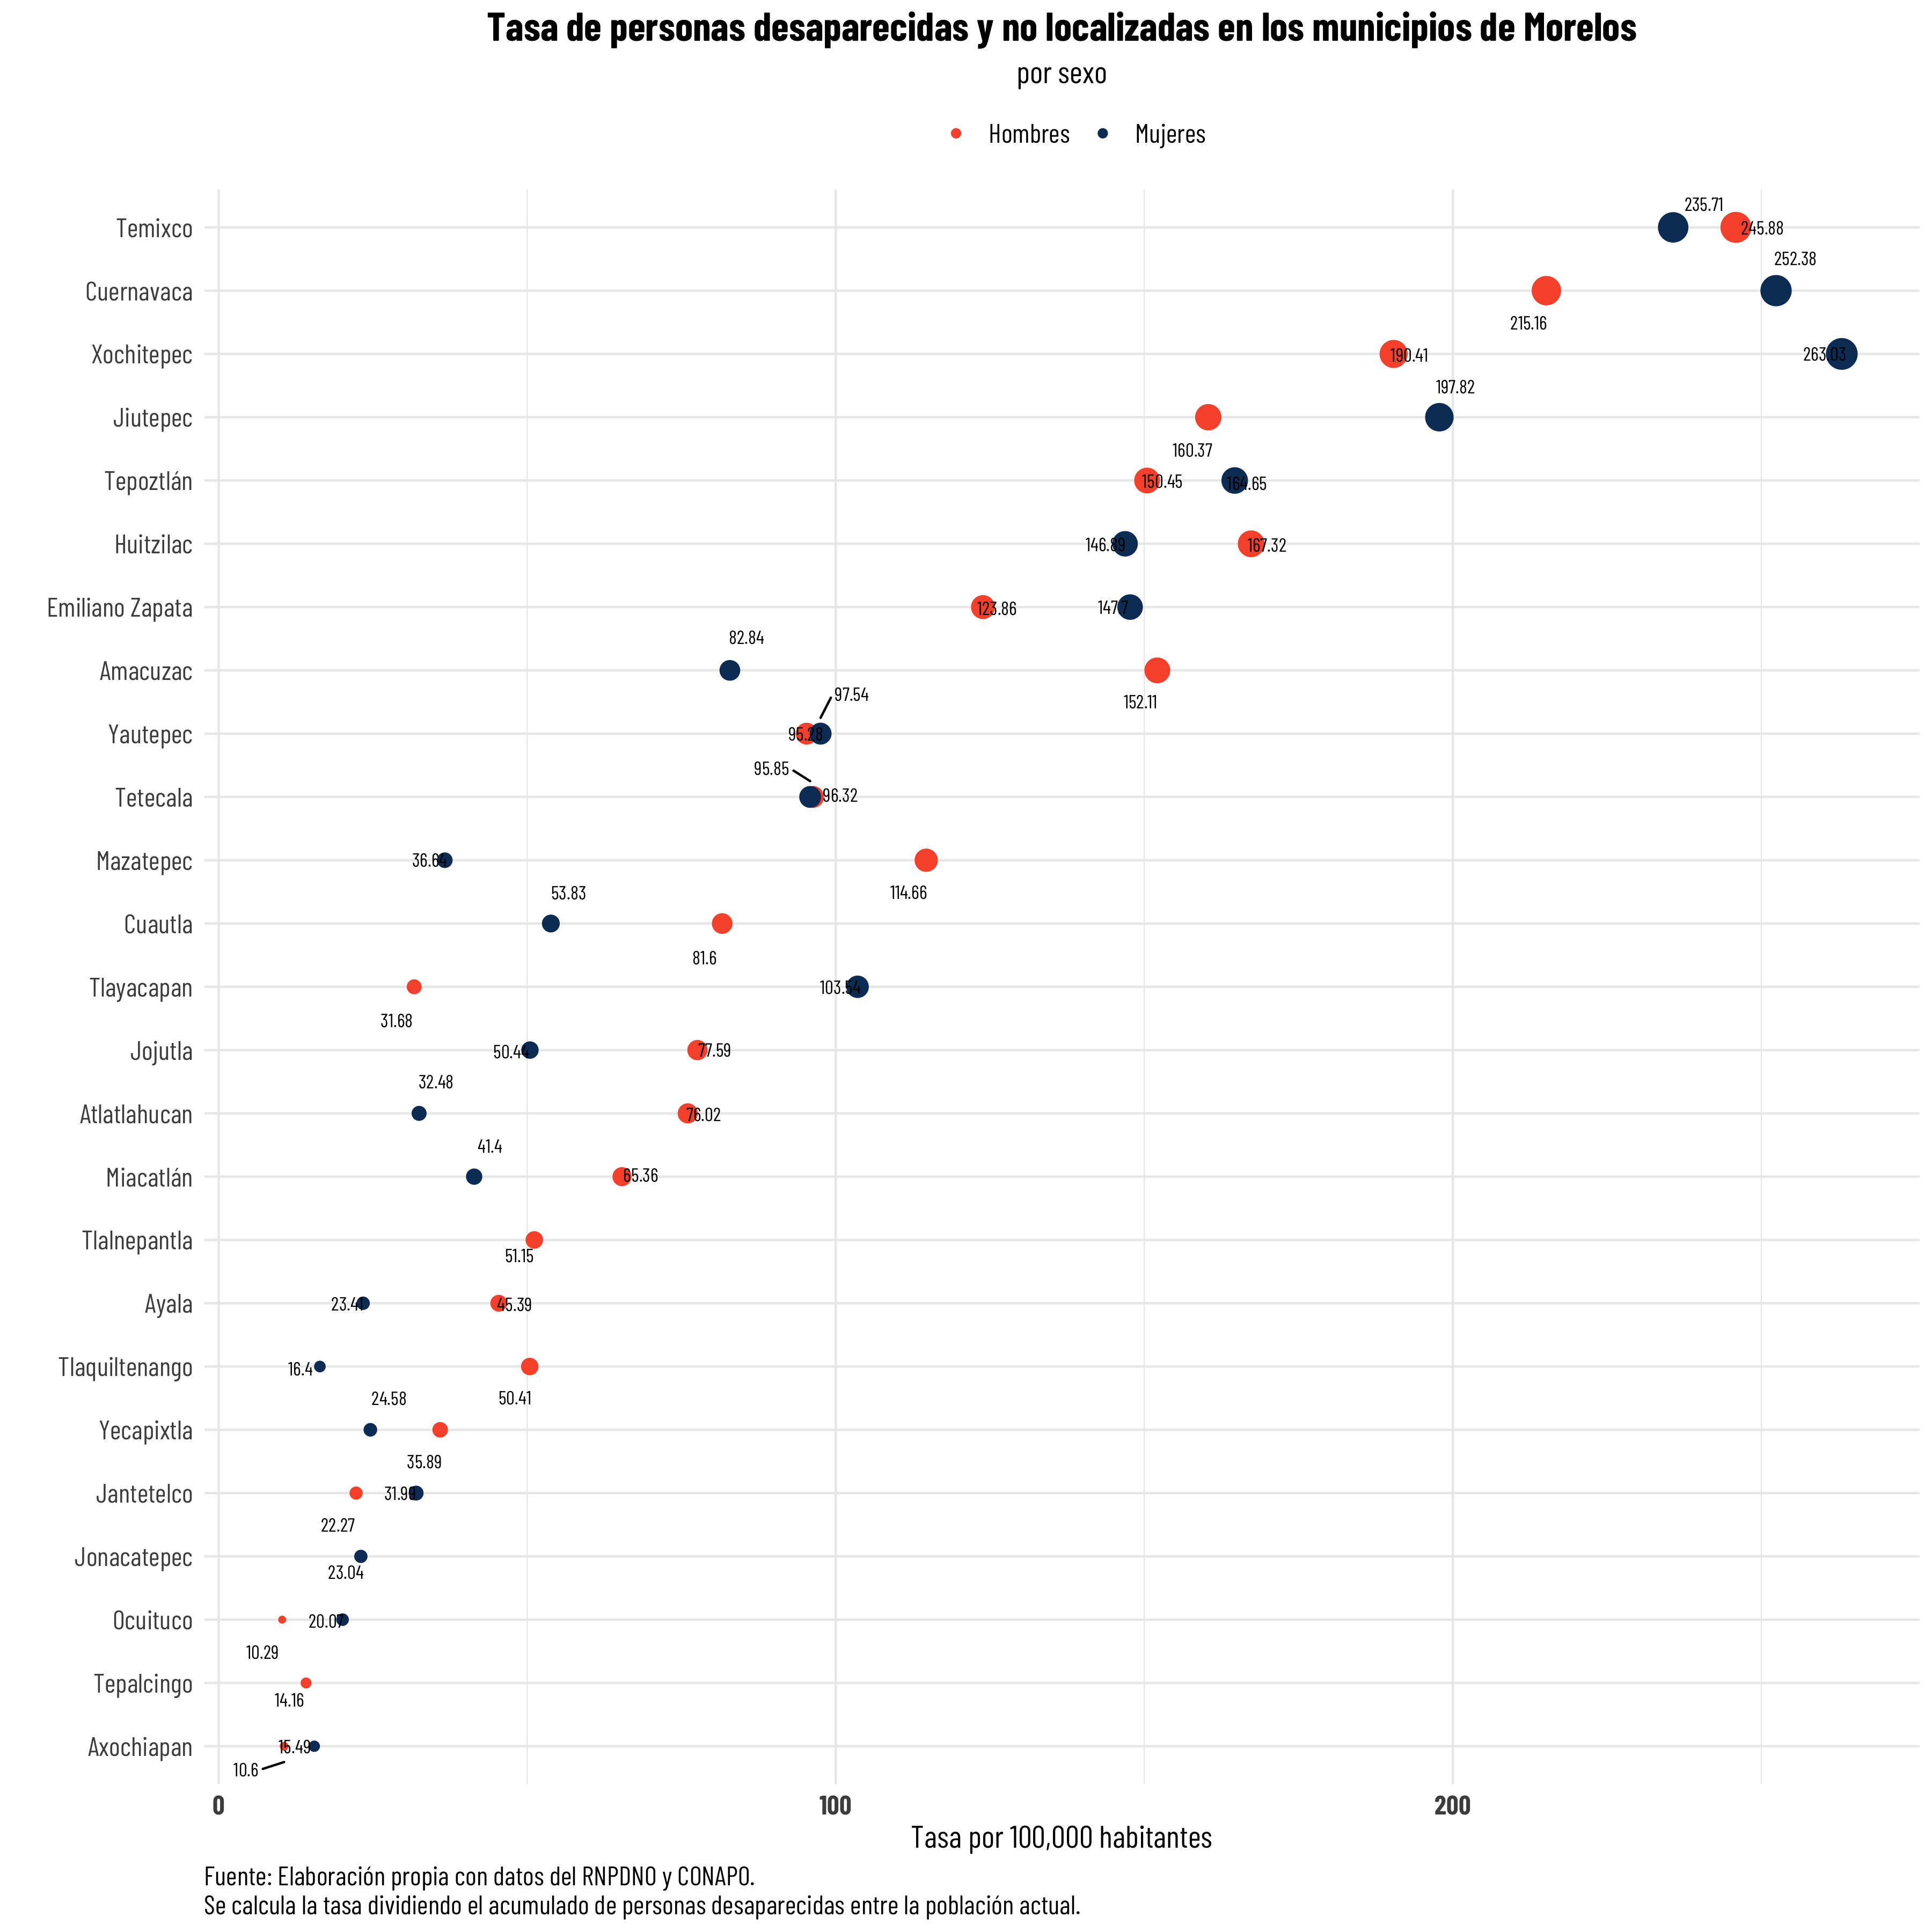 Tasa de personas desaparecidas y no localizadas en los municipios de Morelos
por sexo
Hombres Mujeres
Temixco 235.71 245.88
Cuernavaca 215.16 252.38
Xochitepec 190.41 263.03
Jiutepec 160.37 197.82
Tepoztlán 150.45 164.65
Huitzilac 146.89 167.32
Emiliano Zapata 123.86 147.7
Amacuzac 82.84 152.11
Yautepec 95.28 97.54
Tetecala 95.85 96.32
Mazatepec 36.64 114.66
Cuautla 53.83 81.6
Tlayacapan 31.68 103.54
Jojutla 50.44 77.59
Atlatlahucan 32.48 76.02
Miacatlán 41.4 65.36
Tlalnepantla 51.15
Ayala 23.41 45.39
Tlaquiltenango 16.4 50.41
Yecapixtla 24.58 35.89
Jantetelco 22.27 31.99
Jonacatepec 23.04
Ocuituco 10.29 20.07
Tepalcingo 14.16
Axochiapan 10.6 15.49
0 100 200
Tasa por 100,000 habitantes
Fuente: Elaboración propia con datos del RNPDNO y CONAPO.
Se calcula la tasa dividiendo el acumulado de personas desaparecidas entre la población actual.